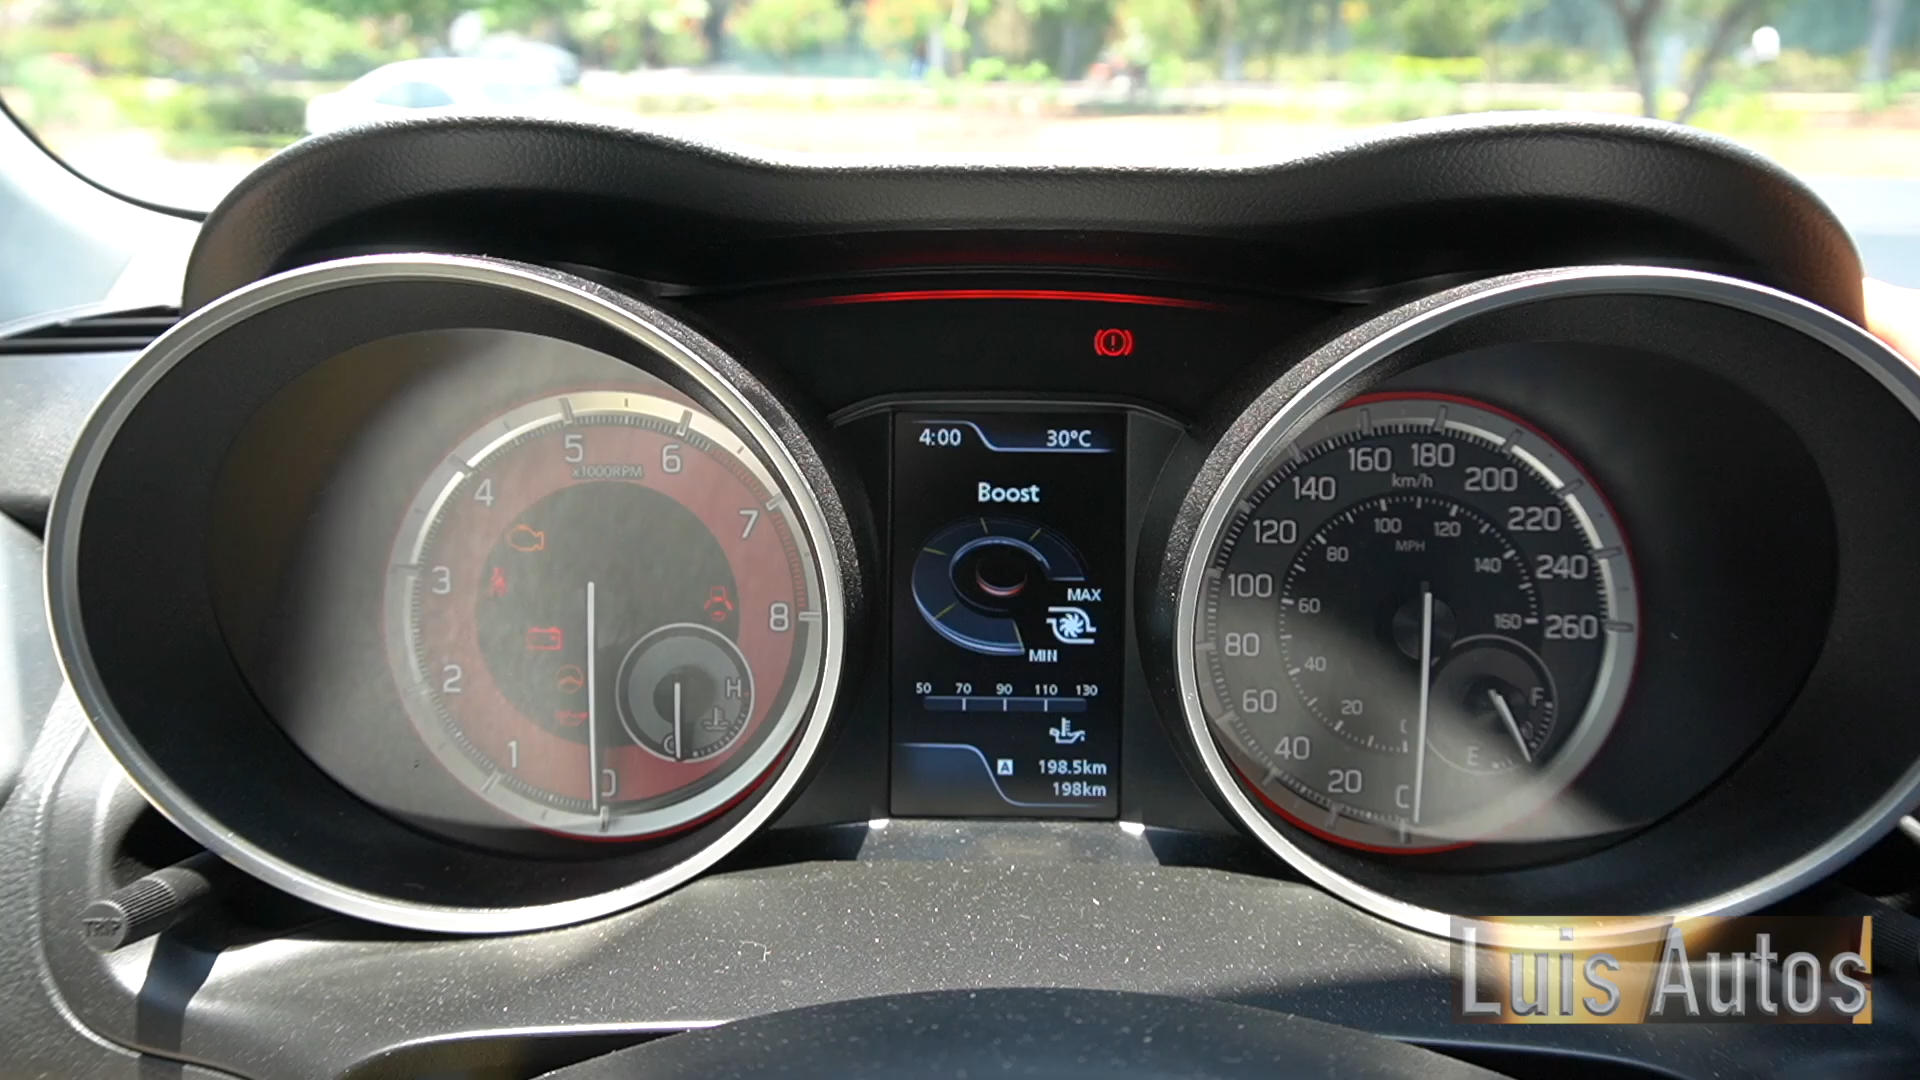 4:00 30°C
Boost
MAX
MIN
50 70 90 110 130
A 198.5km
198km
0 1 2 3 4 5 6 7 8
x1000RPM
H
20 40 60 80 100 120 140 160 180 200 220 240 260
km/h
20 40 60 80 100 120 140 160
MPH
E F
TRIP
Luis Autos